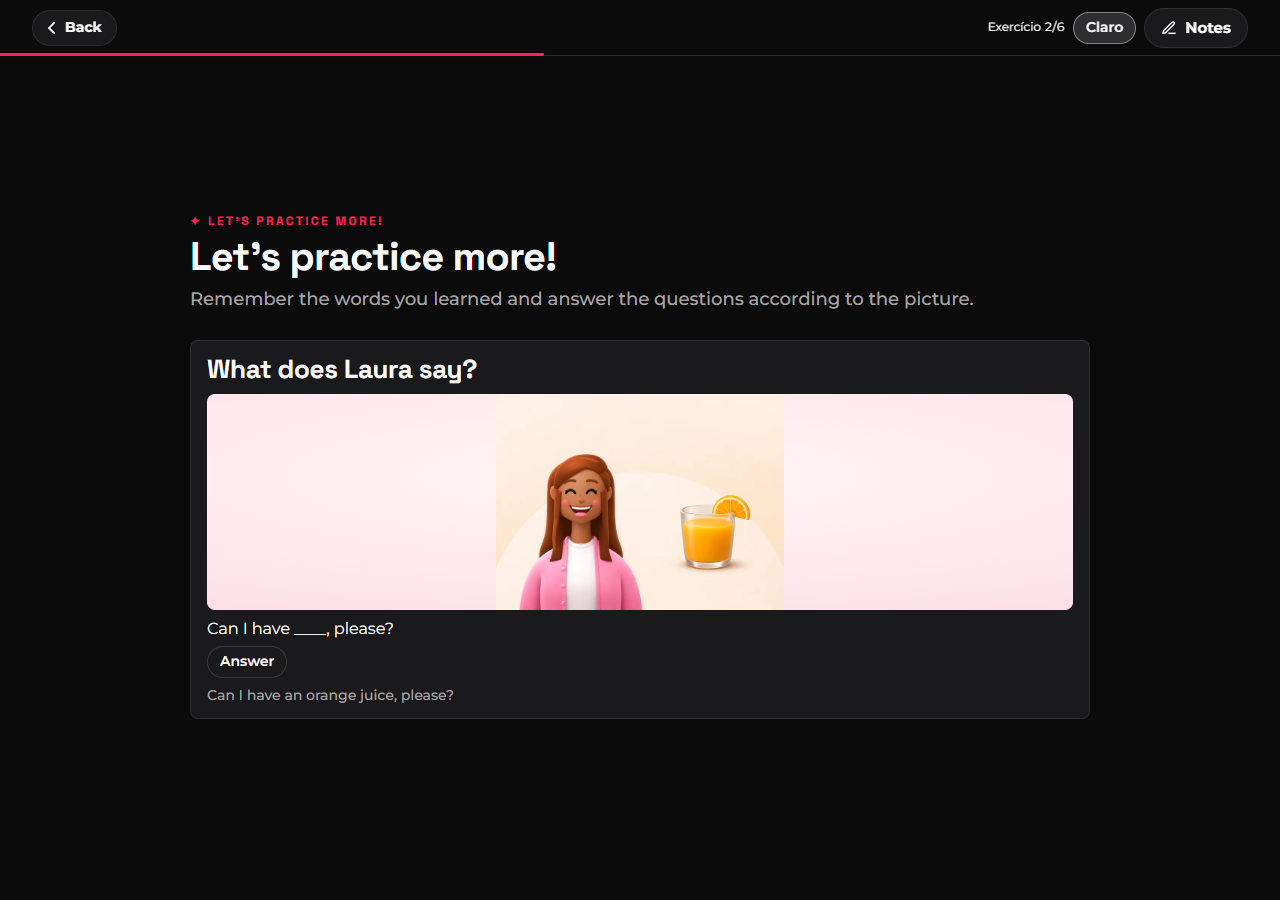 Back
Exercício 2/6
Claro
Notes
✦ LET'S PRACTICE MORE!
Let's practice more!
Remember the words you learned and answer the questions according to the picture.
What does Laura say?
Can I have ____, please?
Answer
Can I have an orange juice, please?